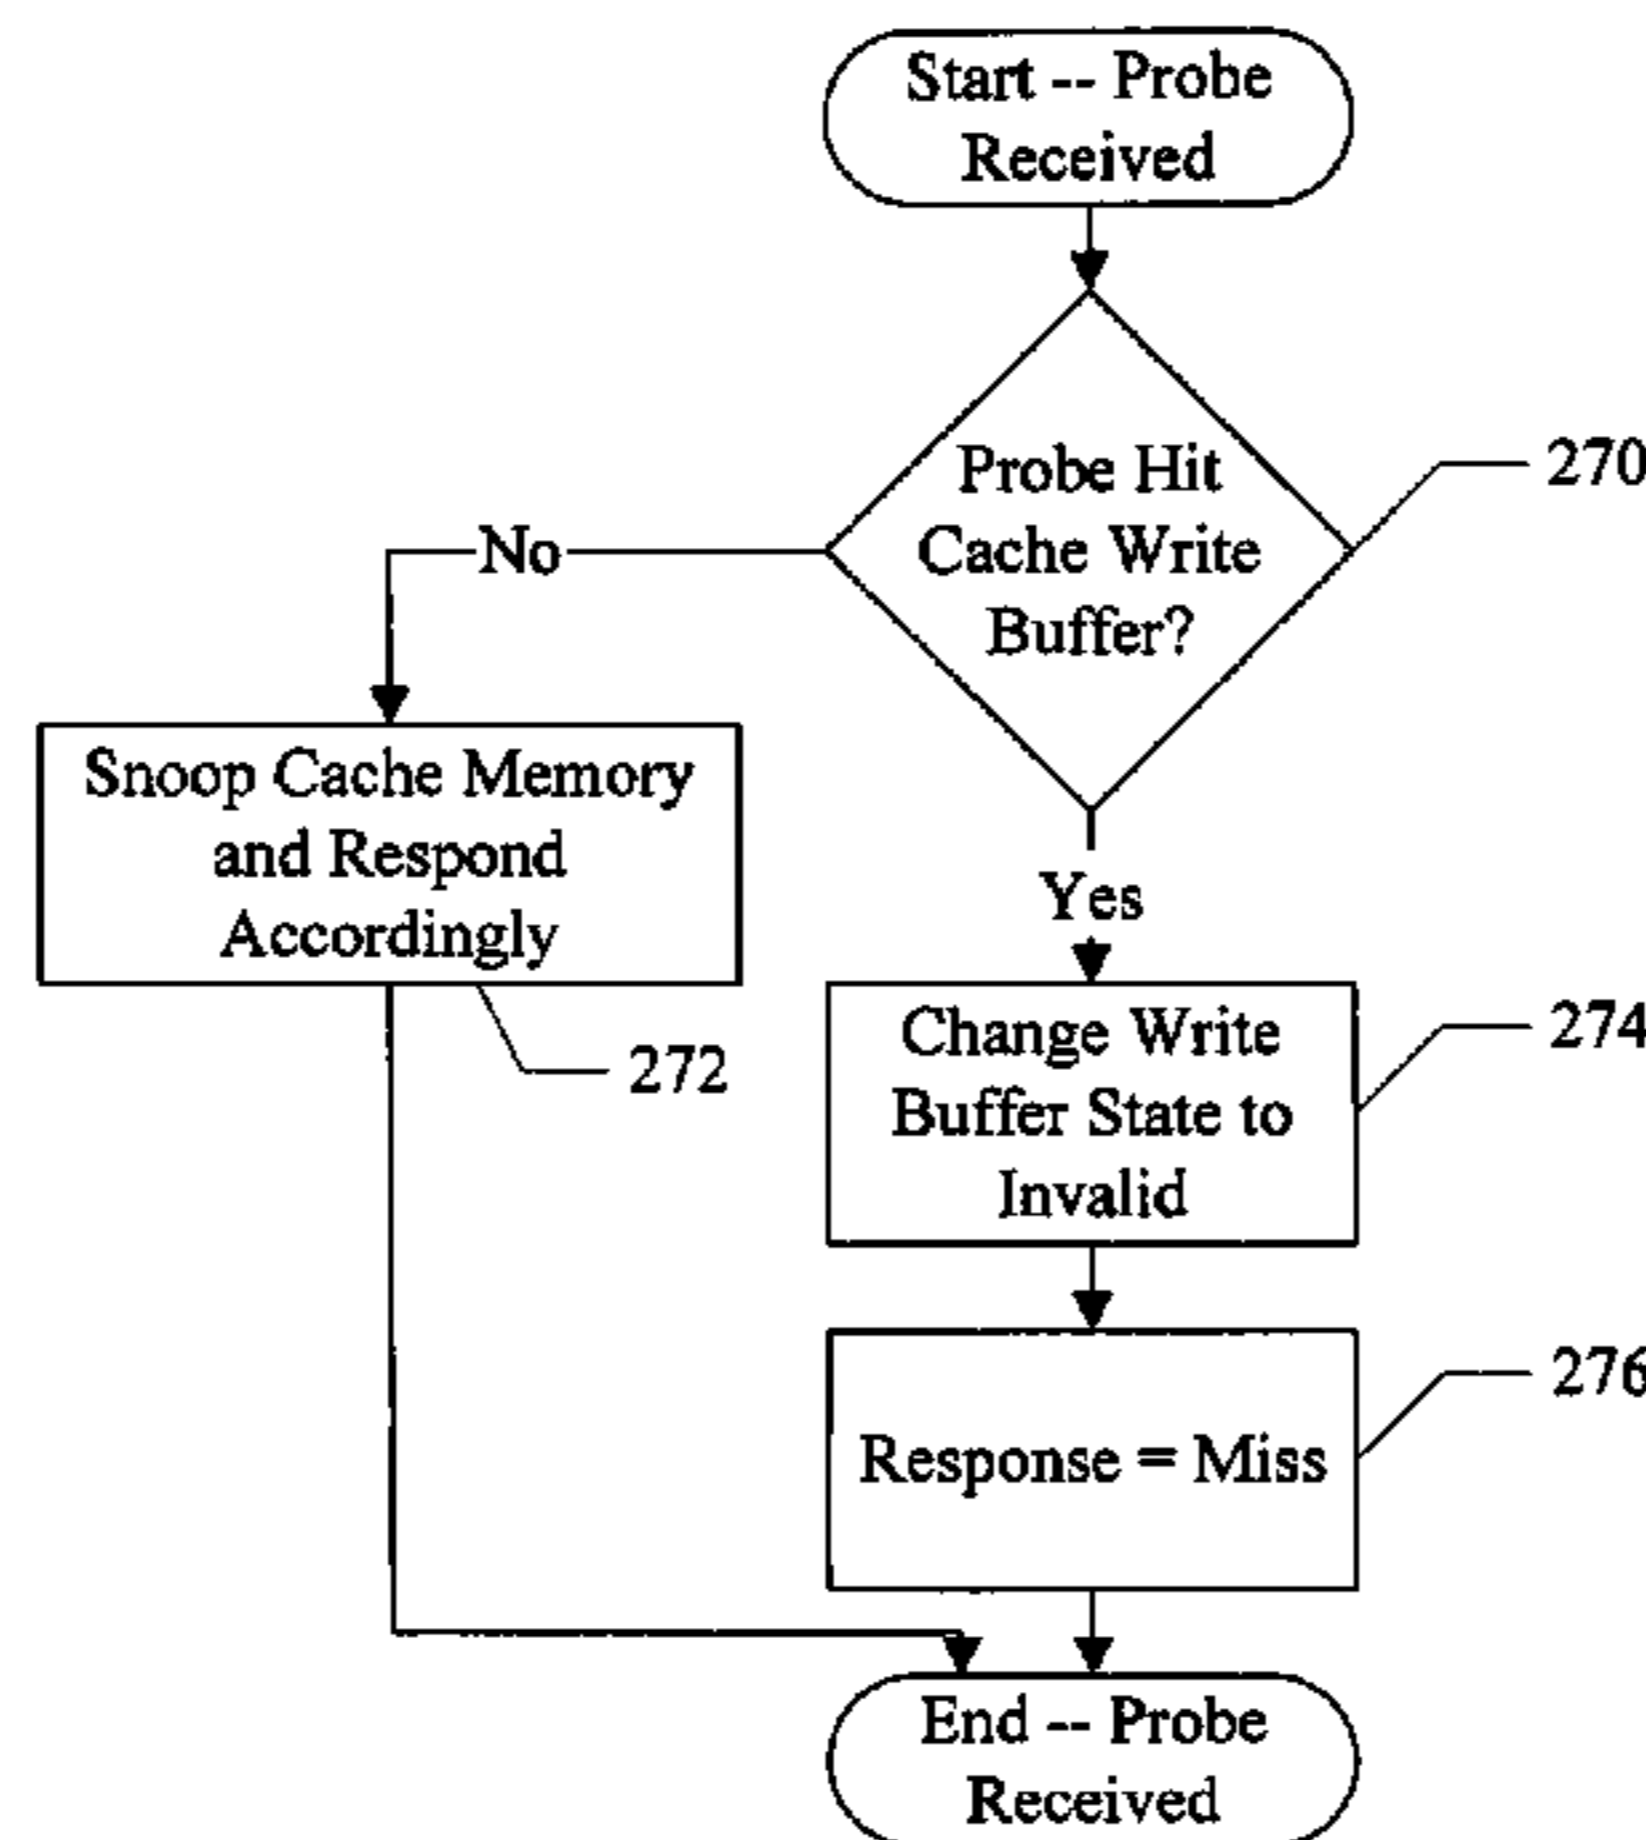 Start -- Probe
Received
Probe Hit
Cache Write
Buffer?
270
No
Snoop Cache Memory
and Respond
Accordingly
272
Yes
Change Write
Buffer State to
Invalid
274
Response = Miss
276
End -- Probe
Received